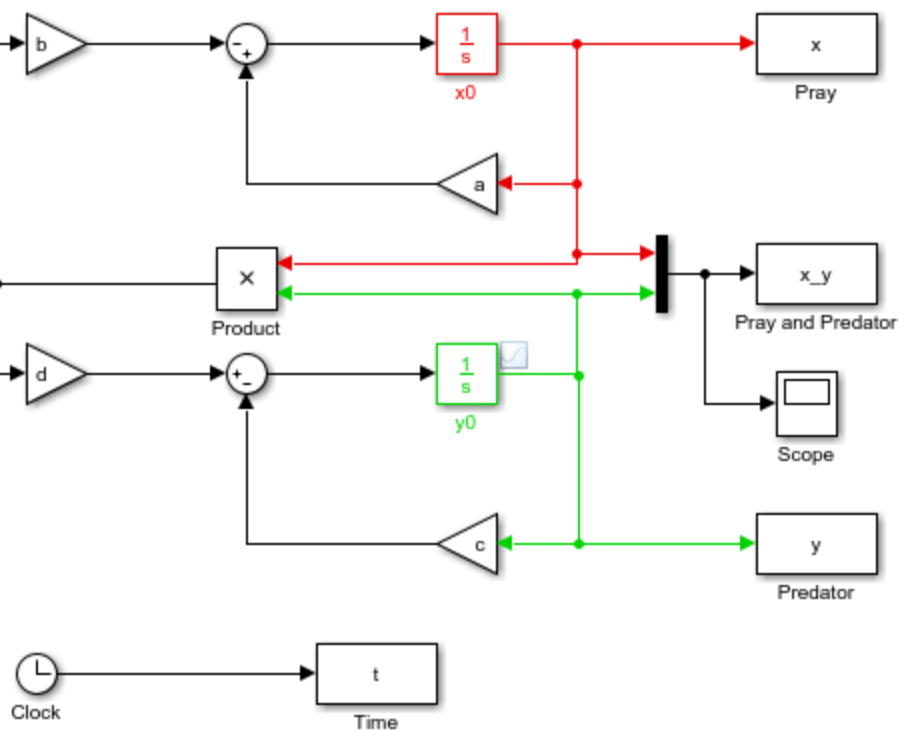 b
−
+
1
s
x0
x
Pray
a
×
Product
x_y
Pray and Predator
d
+
−
1
s
y0
Scope
c
y
Predator
Clock
t
Time